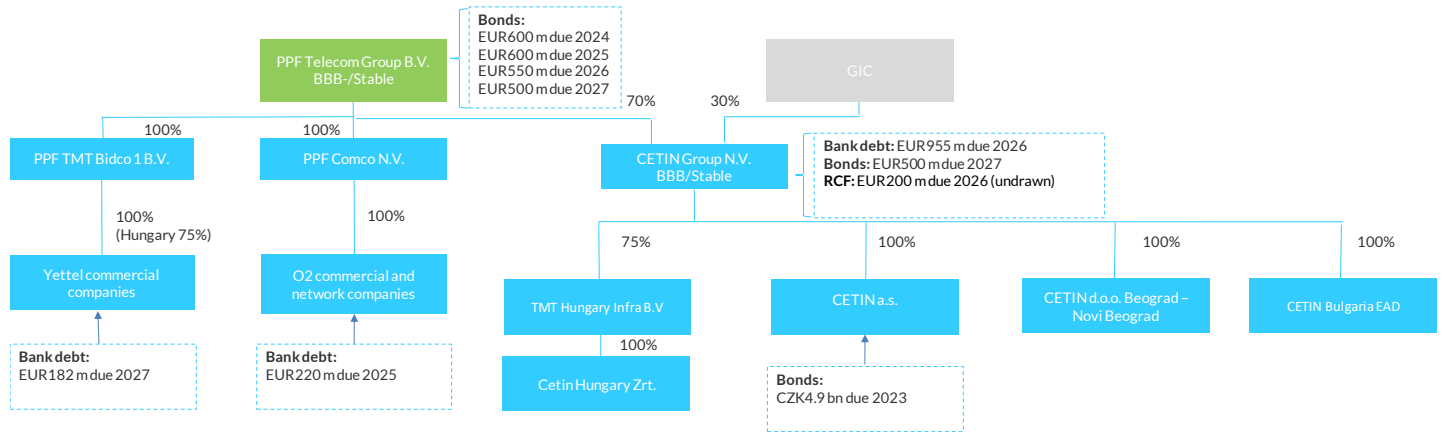 Bonds:
EUR600 m due 2024
EUR600 m due 2025
EUR550 m due 2026
EUR500 m due 2027
PPF Telecom Group B.V.
BBB-/Stable
GIC
70%
30%
100%
100%
PPF TMT Bidco 1 B.V.
PPF Comco N.V.
CETIN Group N.V.
BBB/Stable
Bank debt: EUR955 m due 2026
Bonds: EUR500 m due 2027
RCF: EUR200 m due 2026 (undrawn)
100%
(Hungary 75%)
100%
75%
100%
100%
100%
Yettel commercial
companies
O2 commercial and
network companies
TMT Hungary Infra B.V
CETIN a.s.
CETIN d.o.o. Beograd –
Novi Beograd
CETIN Bulgaria EAD
100%
Bank debt:
EUR182 m due 2027
Bank debt:
EUR220 m due 2025
Cetin Hungary Zrt.
Bonds:
CZK4.9 bn due 2023